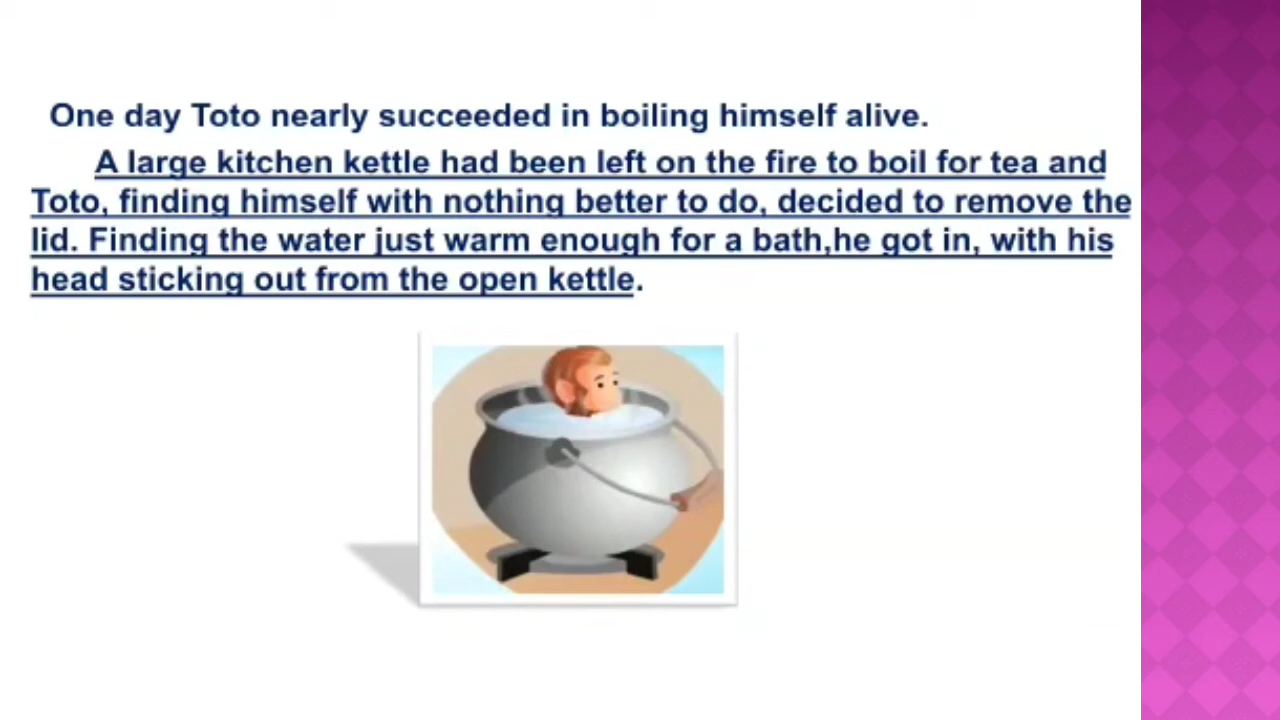 One day Toto nearly succeeded in boiling himself alive.
A large kitchen kettle had been left on the fire to boil for tea and
Toto, finding himself with nothing better to do, decided to remove the
lid. Finding the water just warm enough for a bath,he got in, with his
head sticking out from the open kettle.